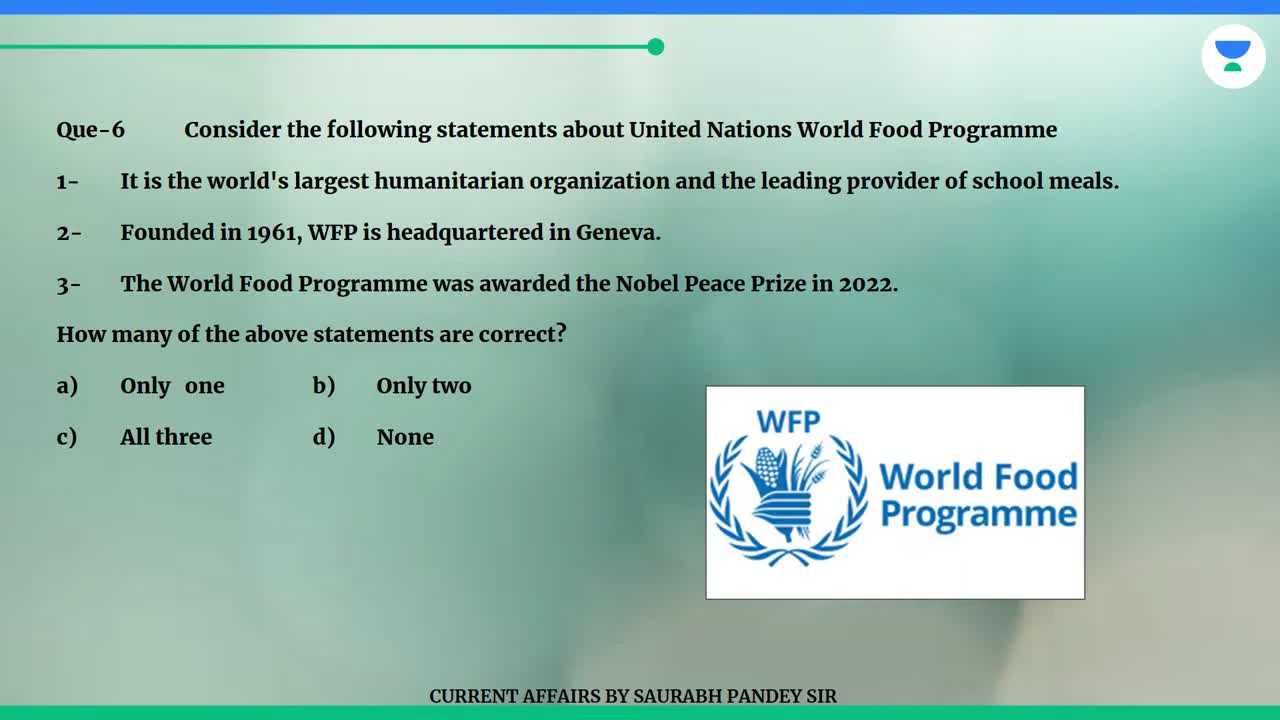 Que-6 Consider the following statements about United Nations World Food Programme
1- It is the world's largest humanitarian organization and the leading provider of school meals.
2- Founded in 1961, WFP is headquartered in Geneva.
3- The World Food Programme was awarded the Nobel Peace Prize in 2022.
How many of the above statements are correct?
a) Only one b) Only two
c) All three d) None
WFP
World Food
Programme
CURRENT AFFAIRS BY SAURABH PANDEY SIR